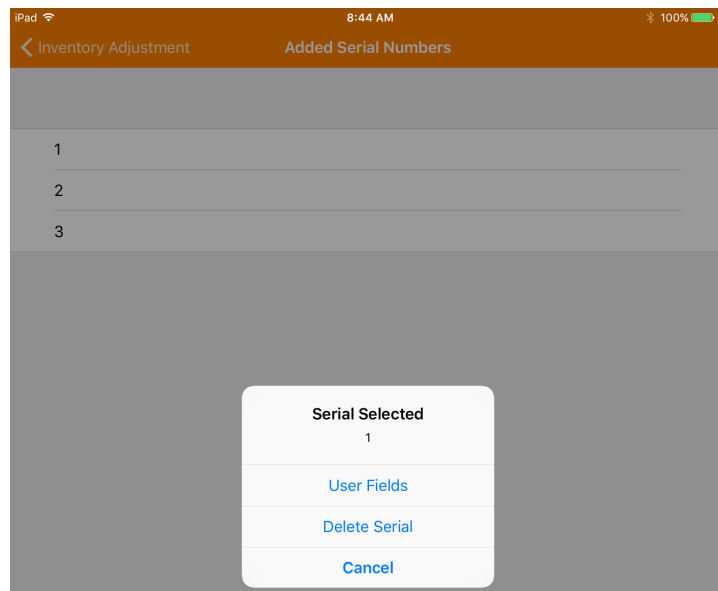 iPad 8:44 AM 100%
Inventory Adjustment Added Serial Numbers
1
2
3
Serial Selected
1
User Fields
Delete Serial
Cancel